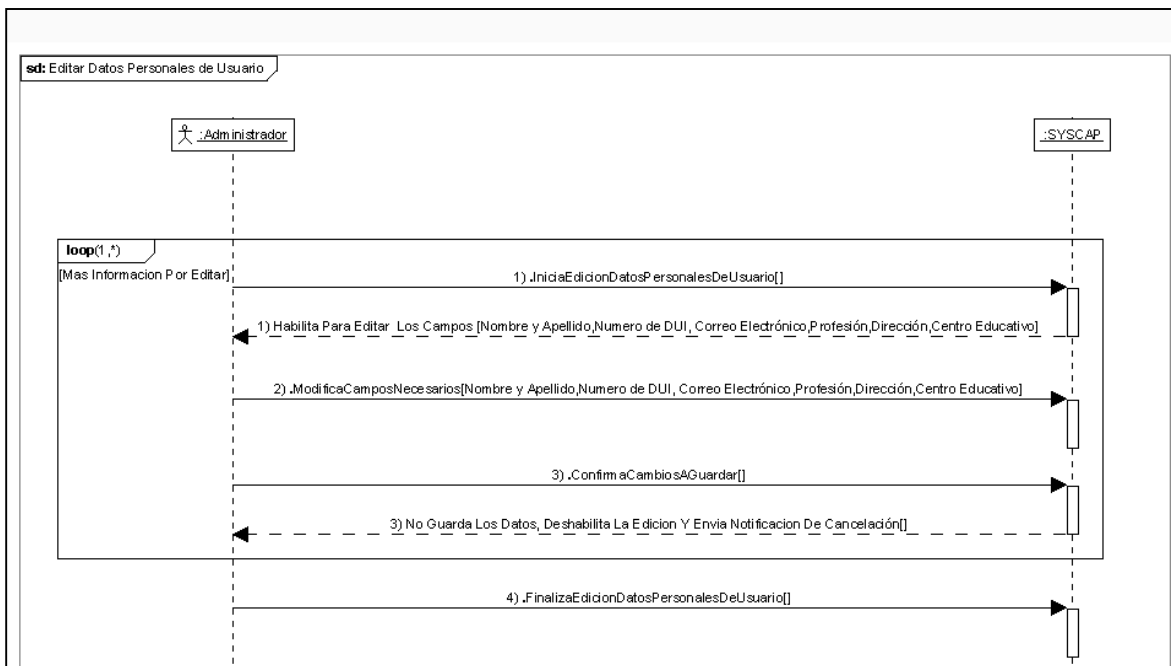 sd: Editar Datos Personales de Usuario
:Administrador
:SYSCAP
loop(1,*)
[Mas Informacion Por Editar]
1) .IniciaEdicionDatosPersonalesDeUsuario[]
1) Habilita Para Editar Los Campos [Nombre y Apellido,Numero de DUI, Correo Electrónico,Profesión,Dirección,Centro Educativo]
2) .ModificaCamposNecesarios[Nombre y Apellido,Numero de DUI, Correo Electrónico,Profesión,Dirección,Centro Educativo]
3) .ConfirmaCambiosAGuardar[]
3) No Guarda Los Datos, Deshabilita La Edicion Y Envia Notificacion De Cancelación[]
4) .FinalizaEdicionDatosPersonalesDeUsuario[]